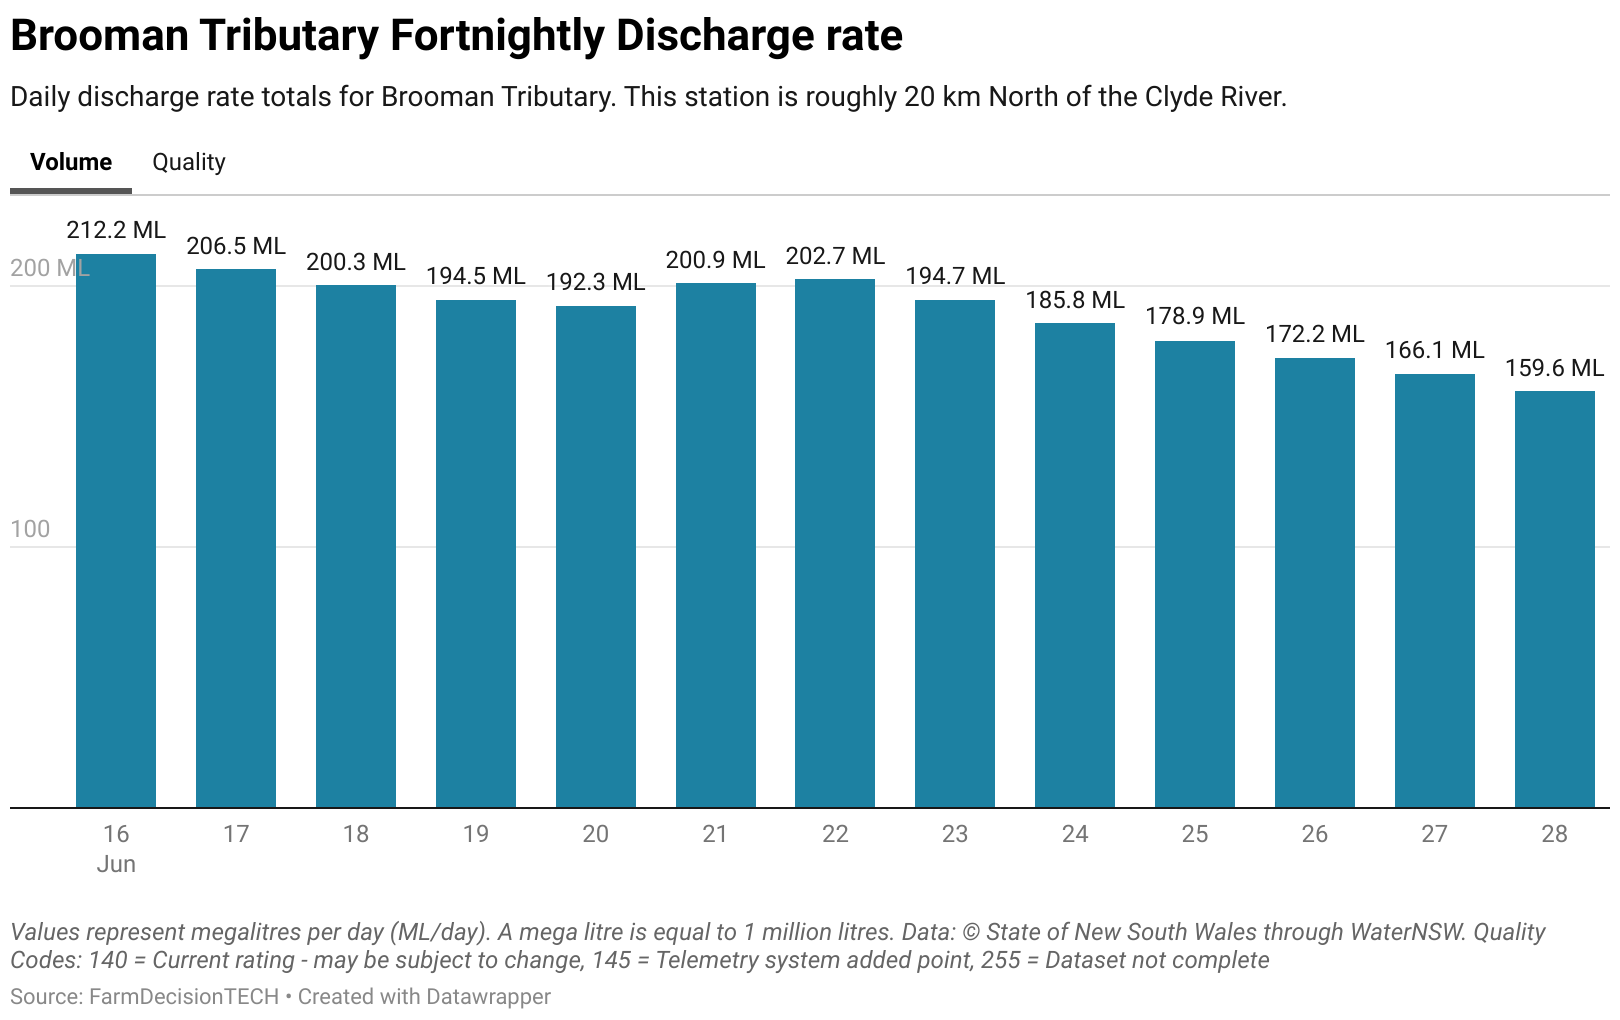 Brooman Tributary Fortnightly Discharge rate
Daily discharge rate totals for Brooman Tributary. This station is roughly 20 km North of the Clyde River.
Volume Quality
212.2 ML 206.5 ML 200.3 ML 194.5 ML 192.3 ML 200.9 ML 202.7 ML 194.7 ML 185.8 ML 178.9 ML 172.2 ML 166.1 ML 159.6 ML
200 ML
100
16 17 18 19 20 21 22 23 24 25 26 27 28
Jun
Values represent megalitres per day (ML/day). A mega litre is equal to 1 million litres. Data: © State of New South Wales through WaterNSW. Quality
Codes: 140 = Current rating - may be subject to change, 145 = Telemetry system added point, 255 = Dataset not complete
Source: FarmDecisionTECH • Created with Datawrapper